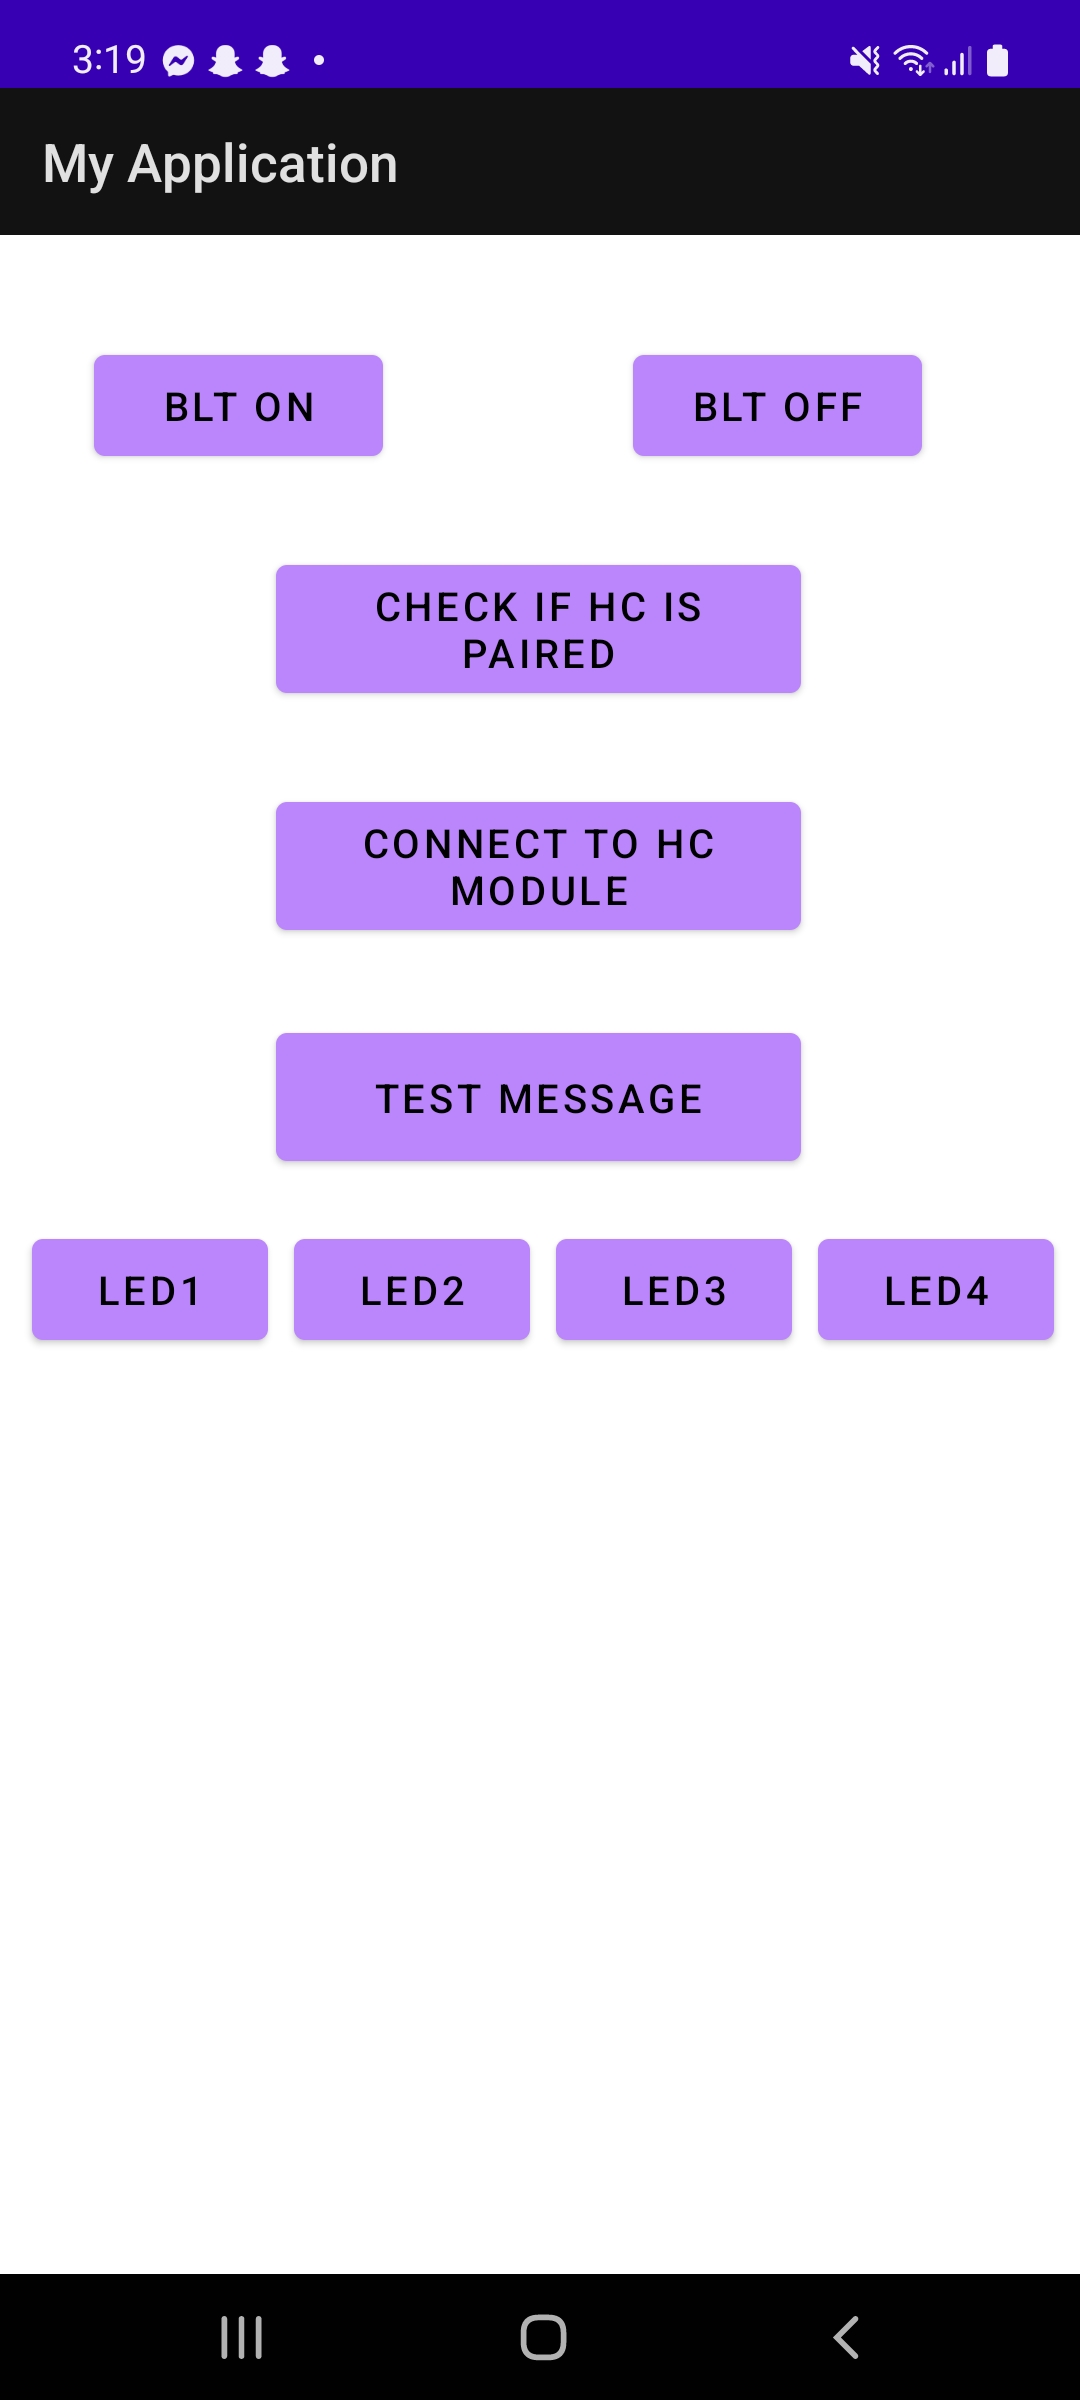 3:19
My Application
BLT ON
BLT OFF
CHECK IF HC IS
PAIRED
CONNECT TO HC
MODULE
TEST MESSAGE
LED1
LED2
LED3
LED4